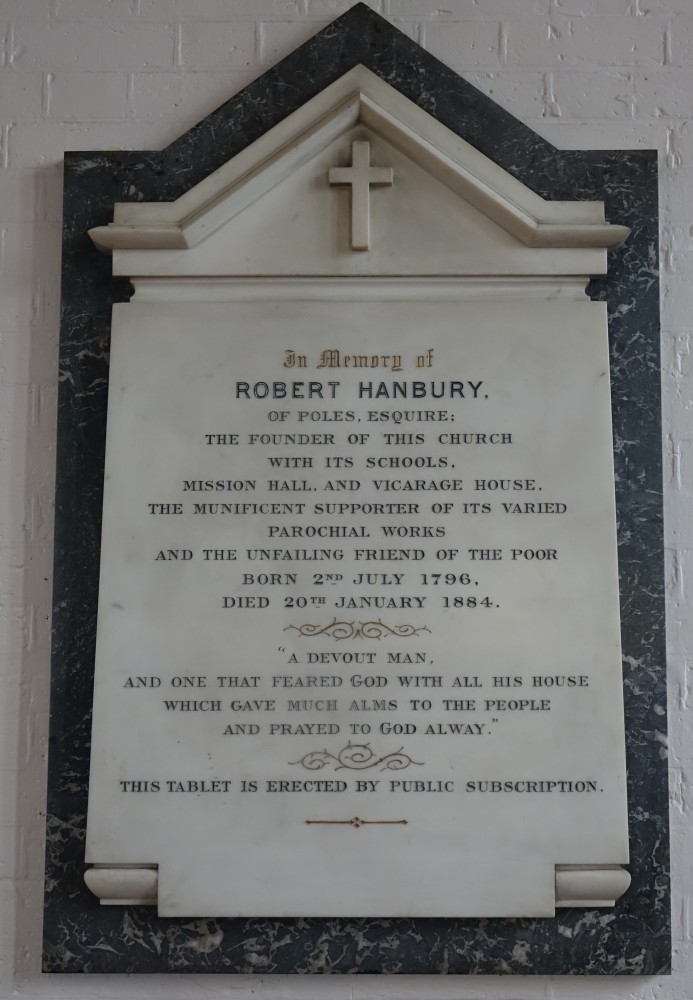 In Memory of
ROBERT HANBURY,
OF POLES, ESQUIRE;
THE FOUNDER OF THIS CHURCH
WITH ITS SCHOOLS,
MISSION HALL, AND VICARAGE HOUSE,
THE MUNIFICENT SUPPORTER OF ITS VARIED
PAROCHIAL WORKS
AND THE UNFAILING FRIEND OF THE POOR
BORN 2ND JULY 1796,
DIED 20TH JANUARY 1884.
"A DEVOUT MAN,
AND ONE THAT FEARED GOD WITH ALL HIS HOUSE
WHICH GAVE MUCH ALMS TO THE PEOPLE
AND PRAYED TO GOD ALWAY."
THIS TABLET IS ERECTED BY PUBLIC SUBSCRIPTION.